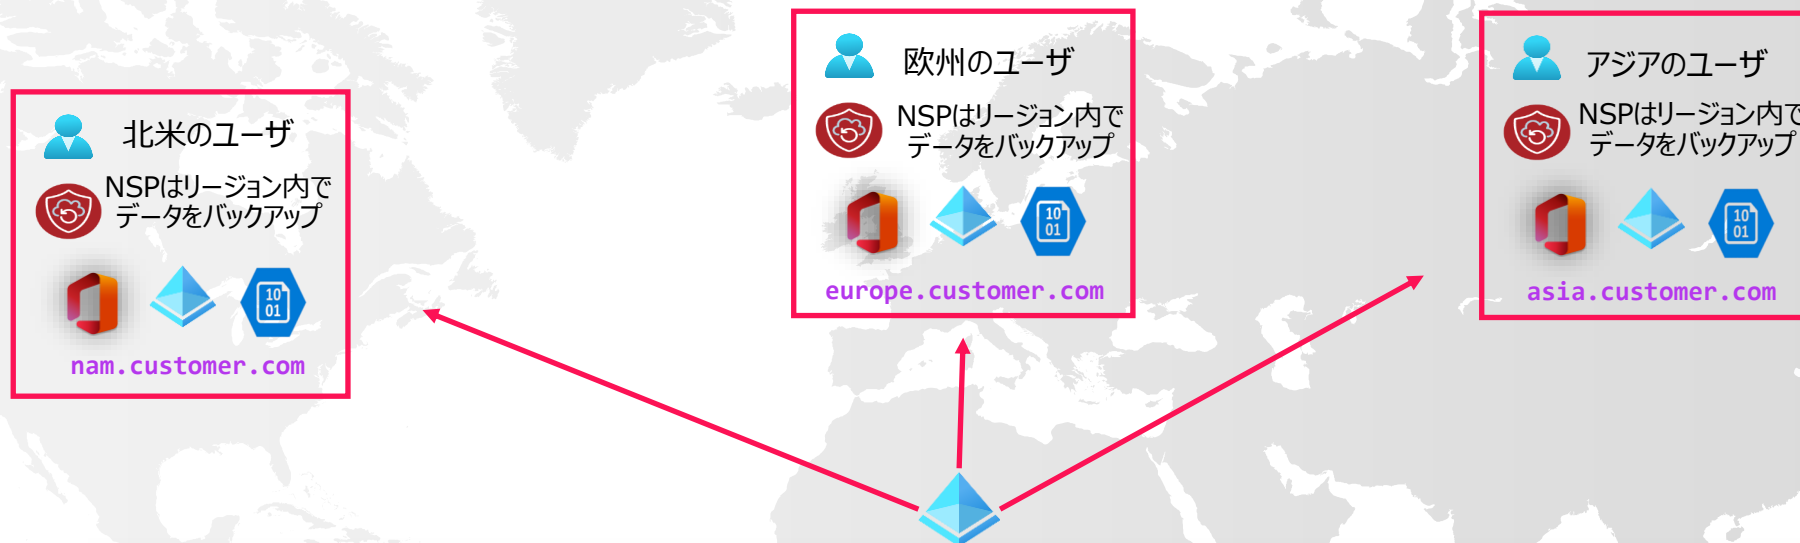 北米のユーザ
NSPはリージョン内で
データをバックアップ
10
01
nam.customer.com
欧州のユーザ
NSPはリージョン内で
データをバックアップ
10
01
europe.customer.com
アジアのユーザ
NSPはリージョン内で
データをバックアップ
10
01
asia.customer.com